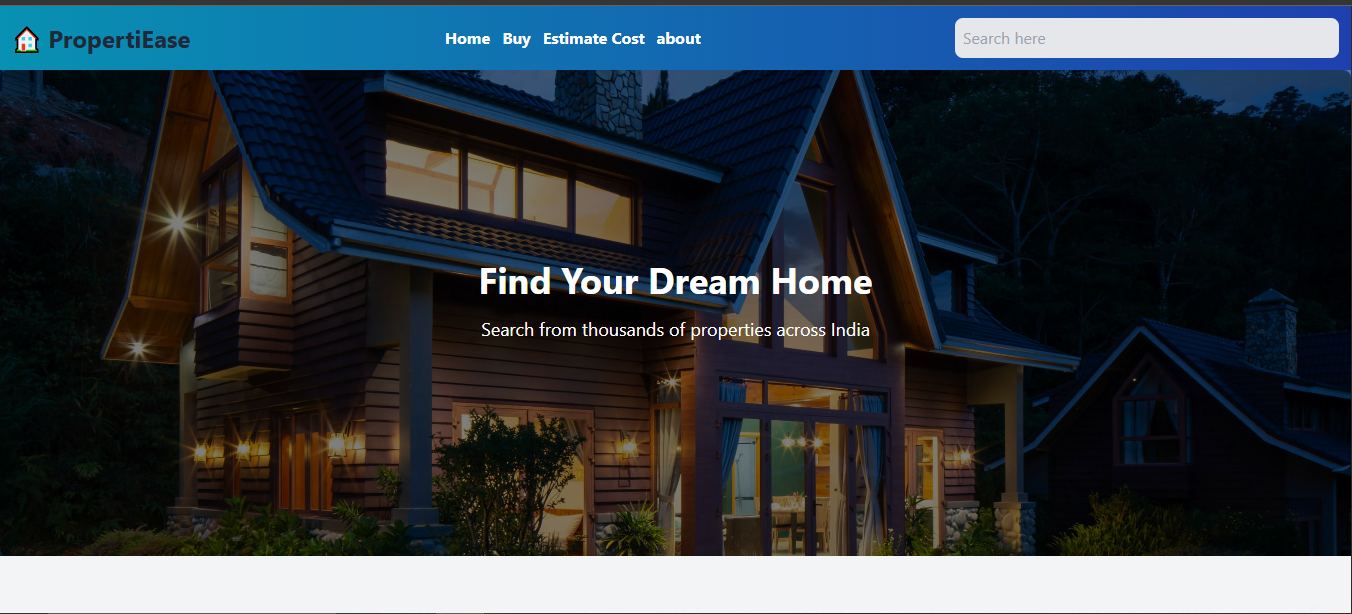 PropertiEase
Home Buy Estimate Cost about
Search here
Find Your Dream Home
Search from thousands of properties across India